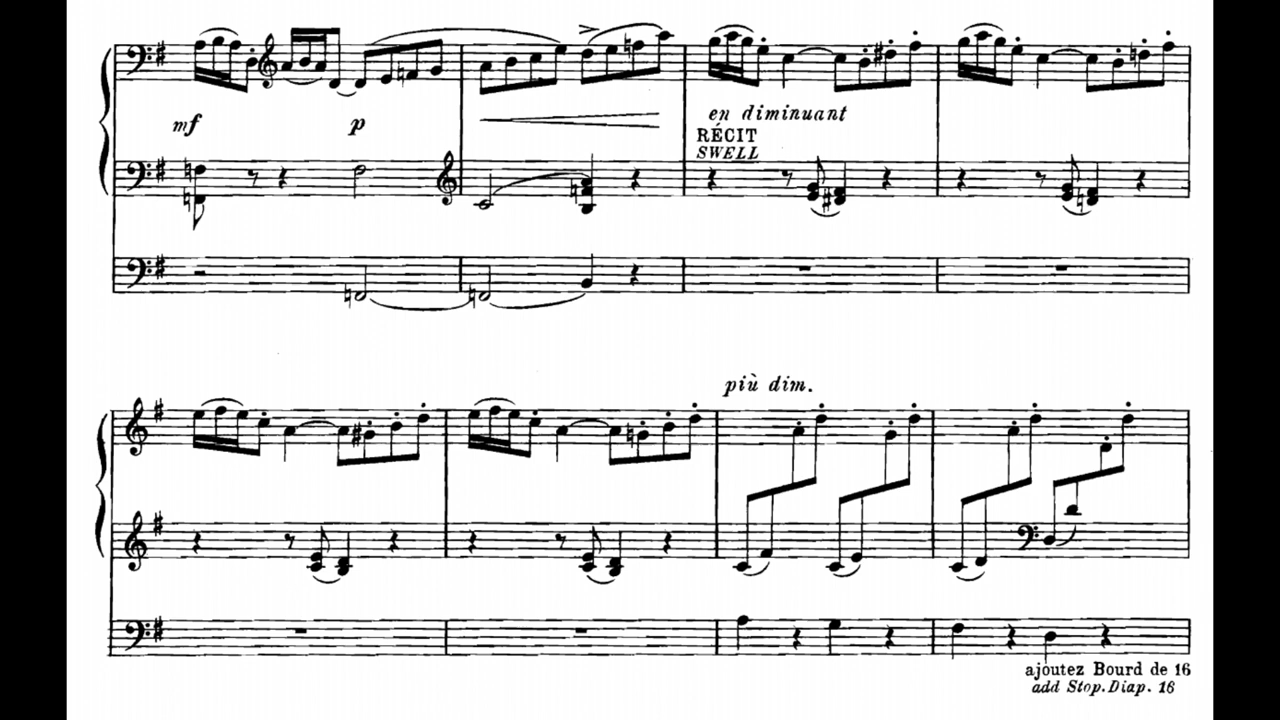 mf
p
en diminuant
RÉCIT
SWELL
più dim.
ajoutez Bourd de 16
add Stop. Diap. 16